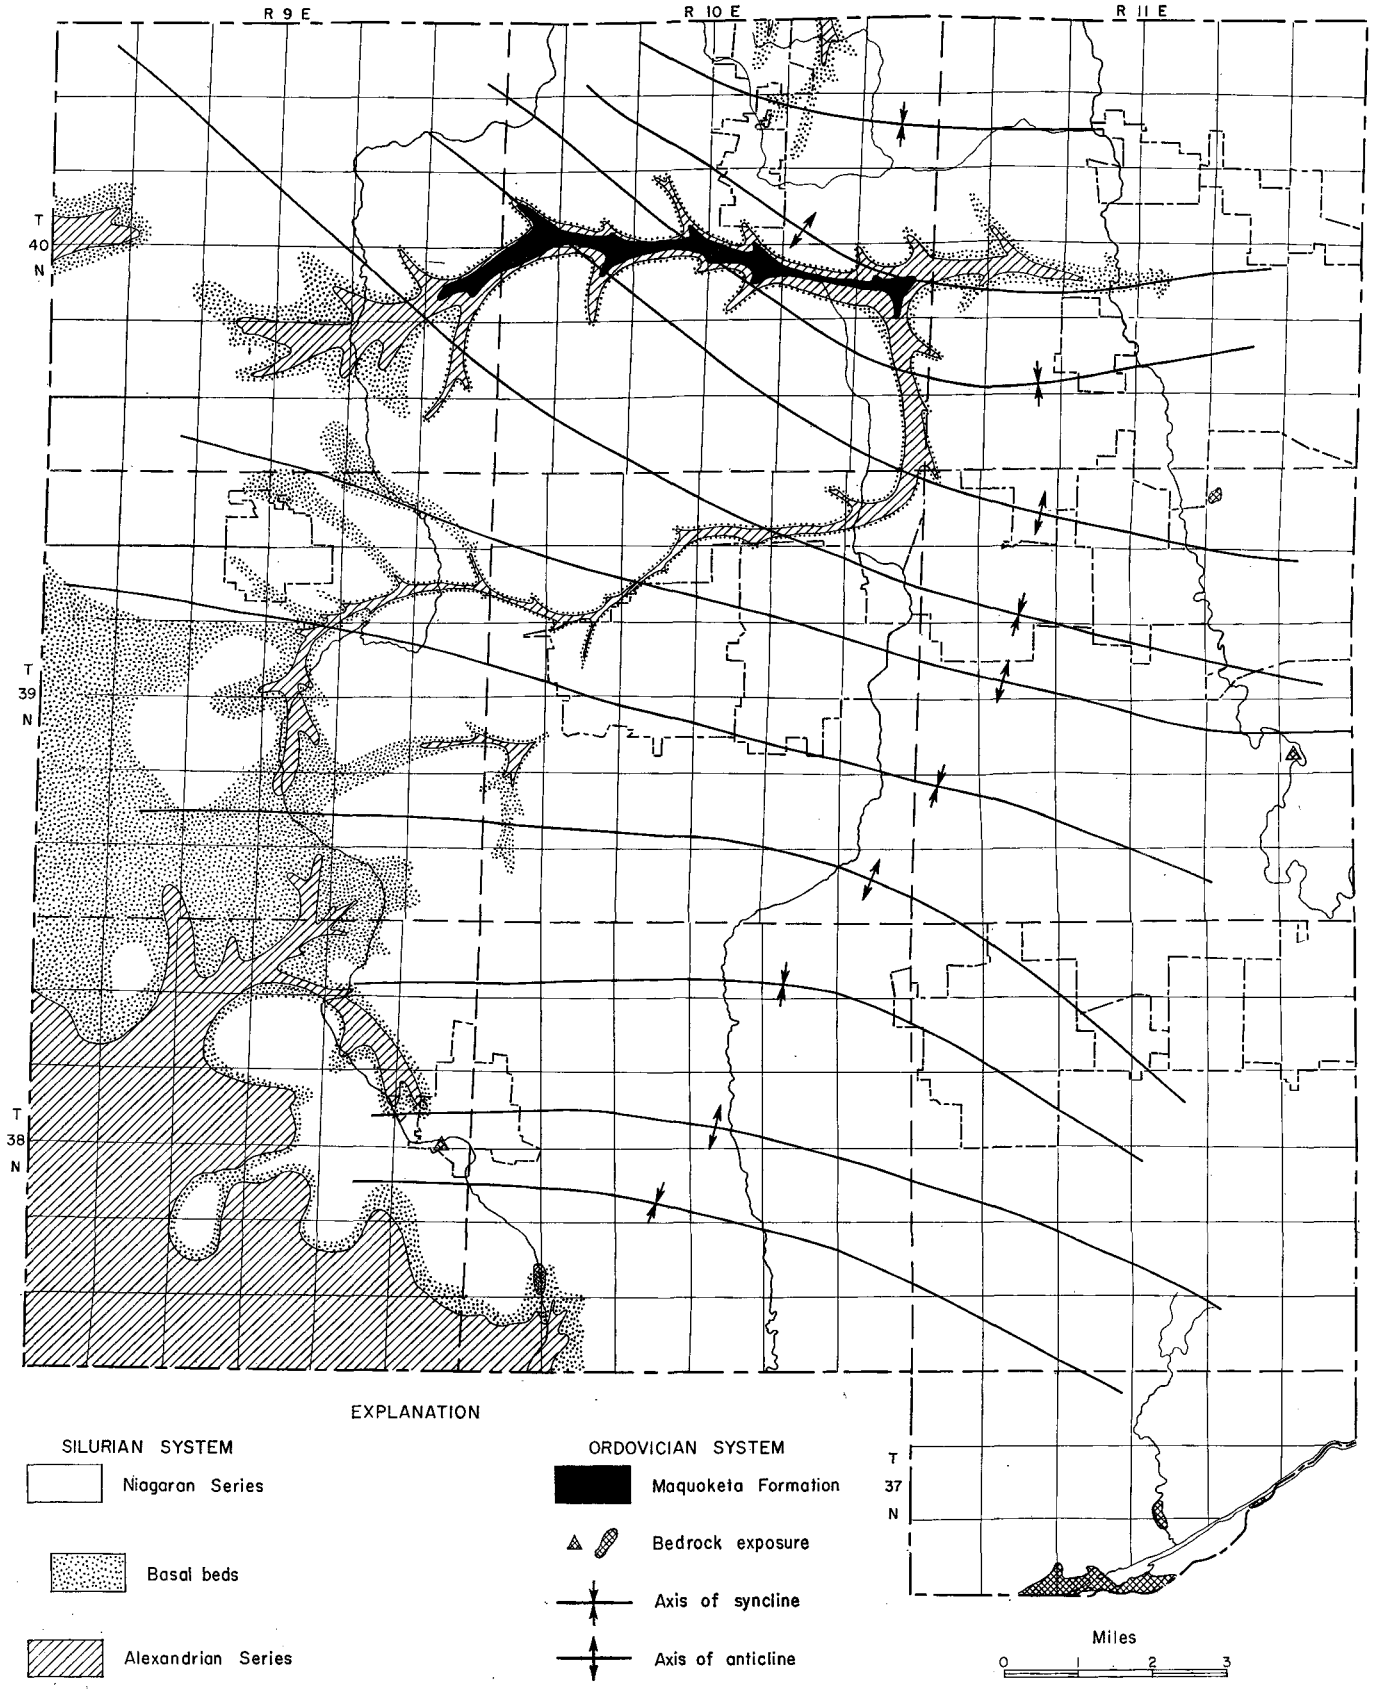 R 9 E
R 10 E
R 11 E
T
40
N
T
39
N
T
38
N
EXPLANATION
SILURIAN SYSTEM
Niagaran Series
Basal beds
Alexandrian Series
ORDOVICIAN SYSTEM
Maquoketa Formation
Bedrock exposure
Axis of syncline
Axis of anticline
T
37
N
Miles
0 1 2 3